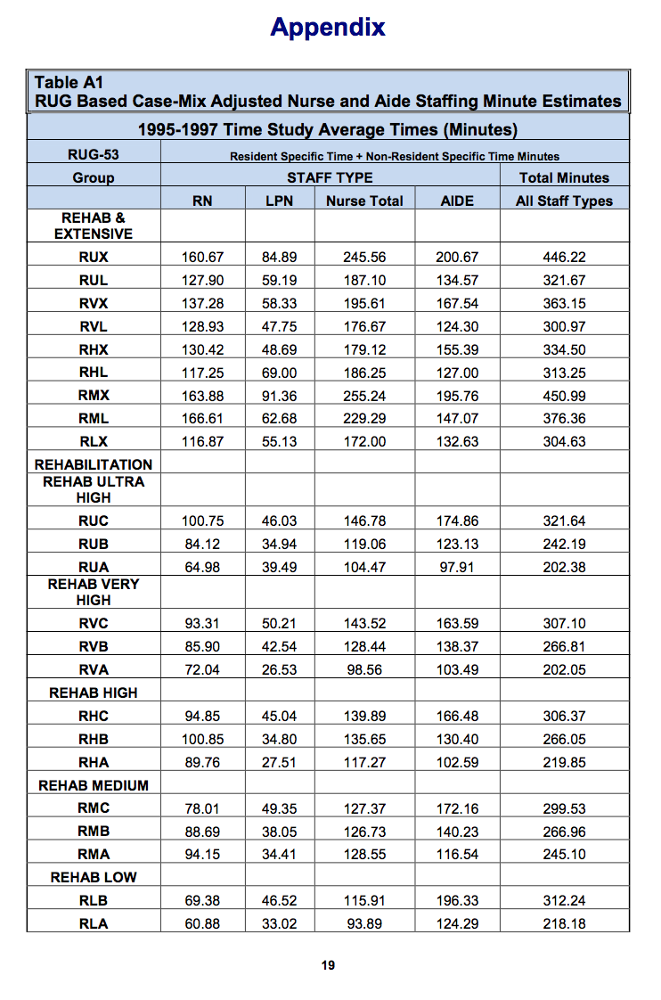 Appendix
Table A1
RUG Based Case-Mix Adjusted Nurse and Aide Staffing Minute Estimates
1995-1997 Time Study Average Times (Minutes)
RUG-53 Resident Specific Time + Non-Resident Specific Time Minutes
Group STAFF TYPE Total Minutes
RN LPN Nurse Total AIDE All Staff Types
REHAB &
EXTENSIVE
RUX 160.67 84.89 245.56 200.67 446.22
RUL 127.90 59.19 187.10 134.57 321.67
RVX 137.28 58.33 195.61 167.54 363.15
RVL 128.93 47.75 176.67 124.30 300.97
RHX 130.42 48.69 179.12 155.39 334.50
RHL 117.25 69.00 186.25 127.00 313.25
RMX 163.88 91.36 255.24 195.76 450.99
RML 166.61 62.68 229.29 147.07 376.36
RLX 116.87 55.13 172.00 132.63 304.63
REHABILITATION
REHAB ULTRA
HIGH
RUC 100.75 46.03 146.78 174.86 321.64
RUB 84.12 34.94 119.06 123.13 242.19
RUA 64.98 39.49 104.47 97.91 202.38
REHAB VERY
HIGH
RVC 93.31 50.21 143.52 163.59 307.10
RVB 85.90 42.54 128.44 138.37 266.81
RVA 72.04 26.53 98.56 103.49 202.05
REHAB HIGH
RHC 94.85 45.04 139.89 166.48 306.37
RHB 100.85 34.80 135.65 130.40 266.05
RHA 89.76 27.51 117.27 102.59 219.85
REHAB MEDIUM
RMC 78.01 49.35 127.37 172.16 299.53
RMB 88.69 38.05 126.73 140.23 266.96
RMA 94.15 34.41 128.55 116.54 245.10
REHAB LOW
RLB 69.38 46.52 115.91 196.33 312.24
RLA 60.88 33.02 93.89 124.29 218.18
19